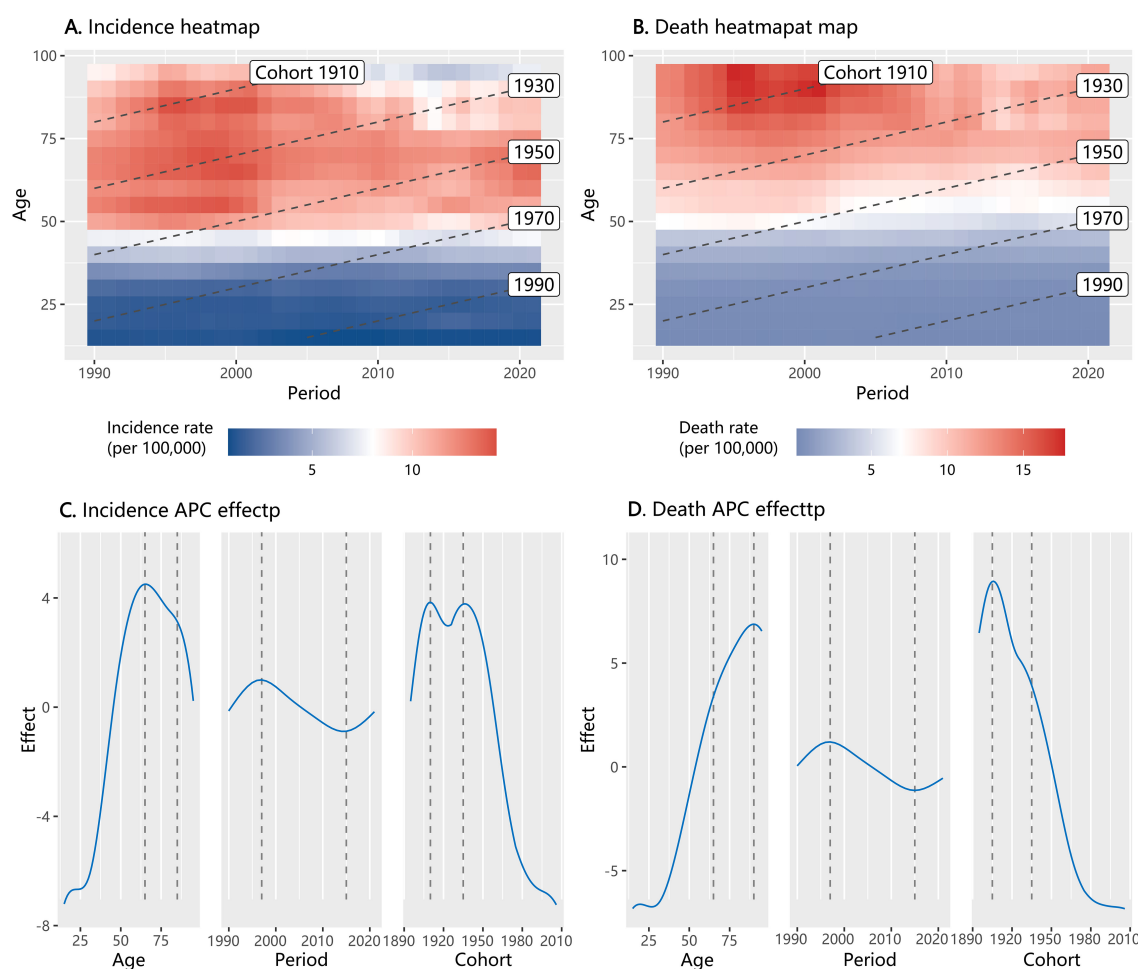 A. Incidence heatmap
B. Death heatmapat map
100
75
50
25
Age
Cohort 1910
1930
1950
1970
1990
1990 2000 2010 2020
Period
Age
Cohort 1910
1930
1950
1970
1990
1990 2000 2010 2020
Period
Incidence rate
(per 100,000)
5 10
Death rate
(per 100,000)
5 10 15
C. Incidence APC effectp
4
0
-4
-8
Effect
25 50 75
Age
1990 2000 2010 2020
Period
1890 1920 1950 1980 2010
Cohort
D. Death APC effecttp
10
5
0
-5
Effect
25 50 75
Age
1990 2000 2010 2020
Period
1890 1920 1950 1980 2010
Cohort